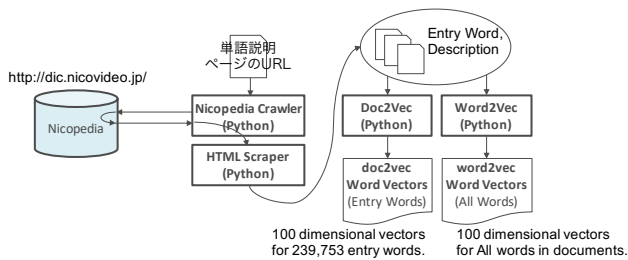 単語説明
ページのURL
Entry Word,
Description
http://dic.nicovideo.jp/
Nicopedia
Nicopedia Crawler
(Python)
HTML Scraper
(Python)
Doc2Vec
(Python)
Word2Vec
(Python)
doc2vec
Word Vectors
(Entry Words)
word2vec
Word Vectors
(All Words)
100 dimensional vectors
for 239,753 entry words.
100 dimensional vectors
for All words in documents.